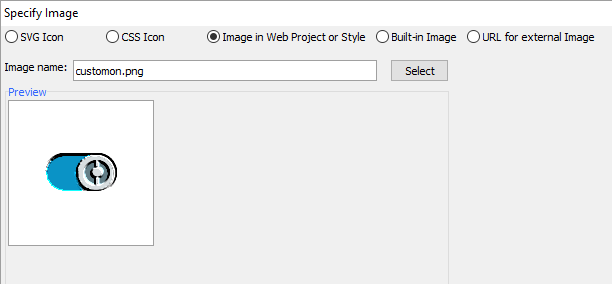 Specify Image
SVG Icon CSS Icon Image in Web Project or Style Built-in Image URL for external Image
Image name: customon.png Select
Preview